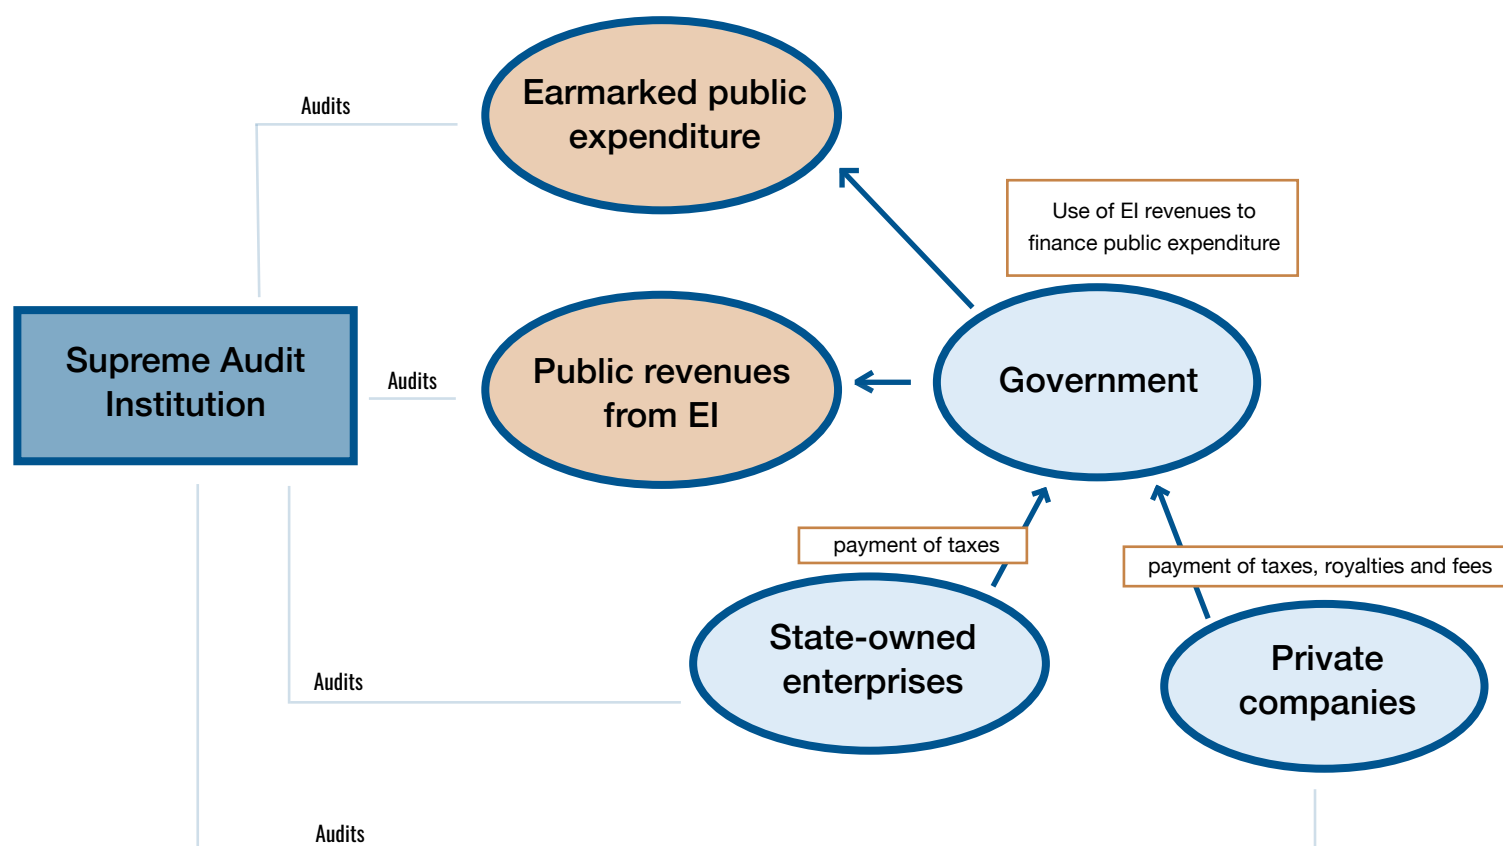 Audits
Earmarked public
expenditure
Use of EI revenues to
finance public expenditure
Supreme Audit
Institution
Audits
Public revenues
from EI
Government
payment of taxes
payment of taxes, royalties and fees
State-owned
enterprises
Private
companies
Audits
Audits